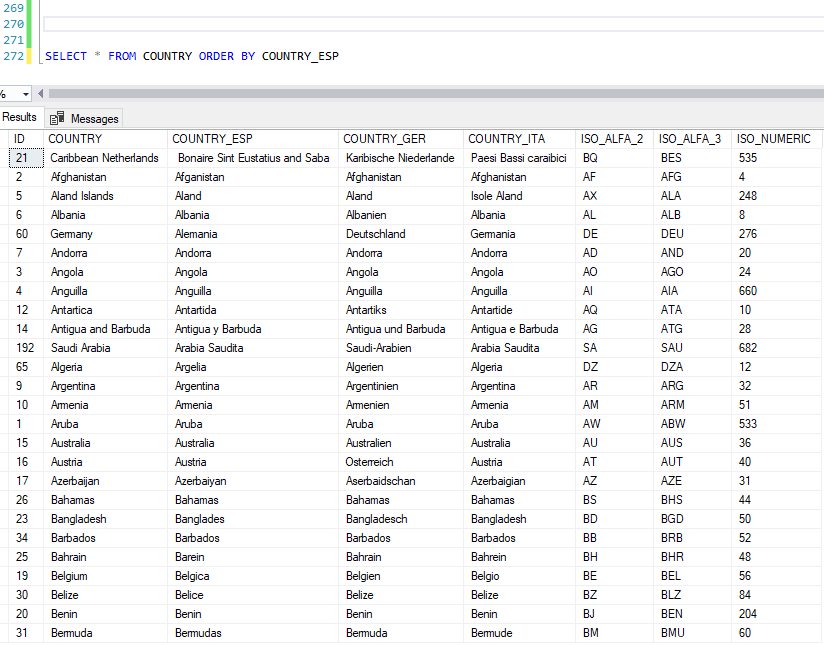 269
270
271
272 SELECT * FROM COUNTRY ORDER BY COUNTRY_ESP
%
Results Messages
ID COUNTRY COUNTRY_ESP COUNTRY_GER COUNTRY_ITA ISO_ALFA_2 ISO_ALFA_3 ISO_NUMERIC
21 Caribbean Netherlands Bonaire Sint Eustatius and Saba Karibische Niederlande Paesi Bassi caraibici BQ BES 535
2 Afghanistan Afganistan Afghanistan Afghanistan AF AFG 4
5 Aland Islands Aland Aland Isole Aland AX ALA 248
6 Albania Albania Albanien Albania AL ALB 8
60 Germany Alemania Deutschland Germania DE DEU 276
7 Andorra Andorra Andorra Andorra AD AND 20
3 Angola Angola Angola Angola AO AGO 24
4 Anguilla Anguilla Anguilla Anguilla AI AIA 660
12 Antartica Antartida Antartiks Antartide AQ ATA 10
14 Antigua and Barbuda Antigua y Barbuda Antigua und Barbuda Antigua e Barbuda AG ATG 28
192 Saudi Arabia Arabia Saudita Saudi-Arabien Arabia Saudita SA SAU 682
65 Algeria Argelia Algerien Algeria DZ DZA 12
9 Argentina Argentina Argentinien Argentina AR ARG 32
10 Armenia Armenia Armenien Armenia AM ARM 51
1 Aruba Aruba Aruba Aruba AW ABW 533
15 Australia Australia Australien Australia AU AUS 36
16 Austria Austria Osterreich Austria AT AUT 40
17 Azerbaijan Azerbaiyan Aserbaidschan Azerbaigian AZ AZE 31
26 Bahamas Bahamas Bahamas Bahamas BS BHS 44
23 Bangladesh Banglades Bangladesch Bangladesh BD BGD 50
34 Barbados Barbados Barbados Barbados BB BRB 52
25 Bahrain Barein Bahrain Bahrein BH BHR 48
19 Belgium Belgica Belgien Belgio BE BEL 56
30 Belize Belice Belize Belize BZ BLZ 84
20 Benin Benin Benin Benin BJ BEN 204
31 Bermuda Bermudas Bermuda Bermude BM BMU 60